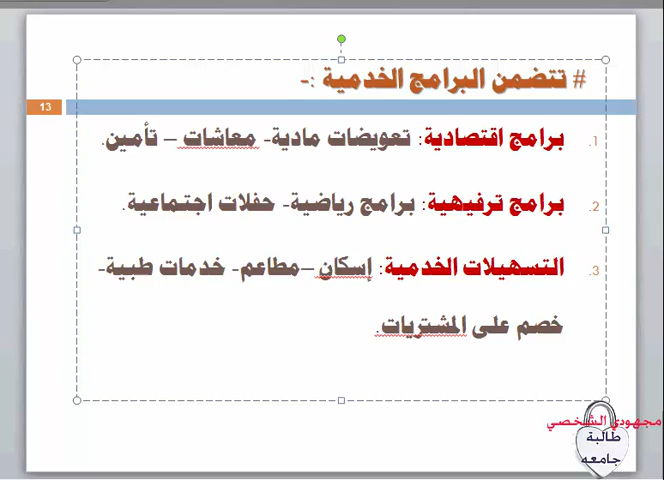 # تتضمن البرامج الخدمية :-
13
1. برامج اقتصادية: تعويضات مادية- معاشات – تأمين.
2. برامج ترفيهية: برامج رياضية- حفلات اجتماعية.
3. التسهيلات الخدمية: إسكان –مطاعم- خدمات طبية-
خصم على المشتريات.
مجهودي الشخصي
طالبة
جامعه